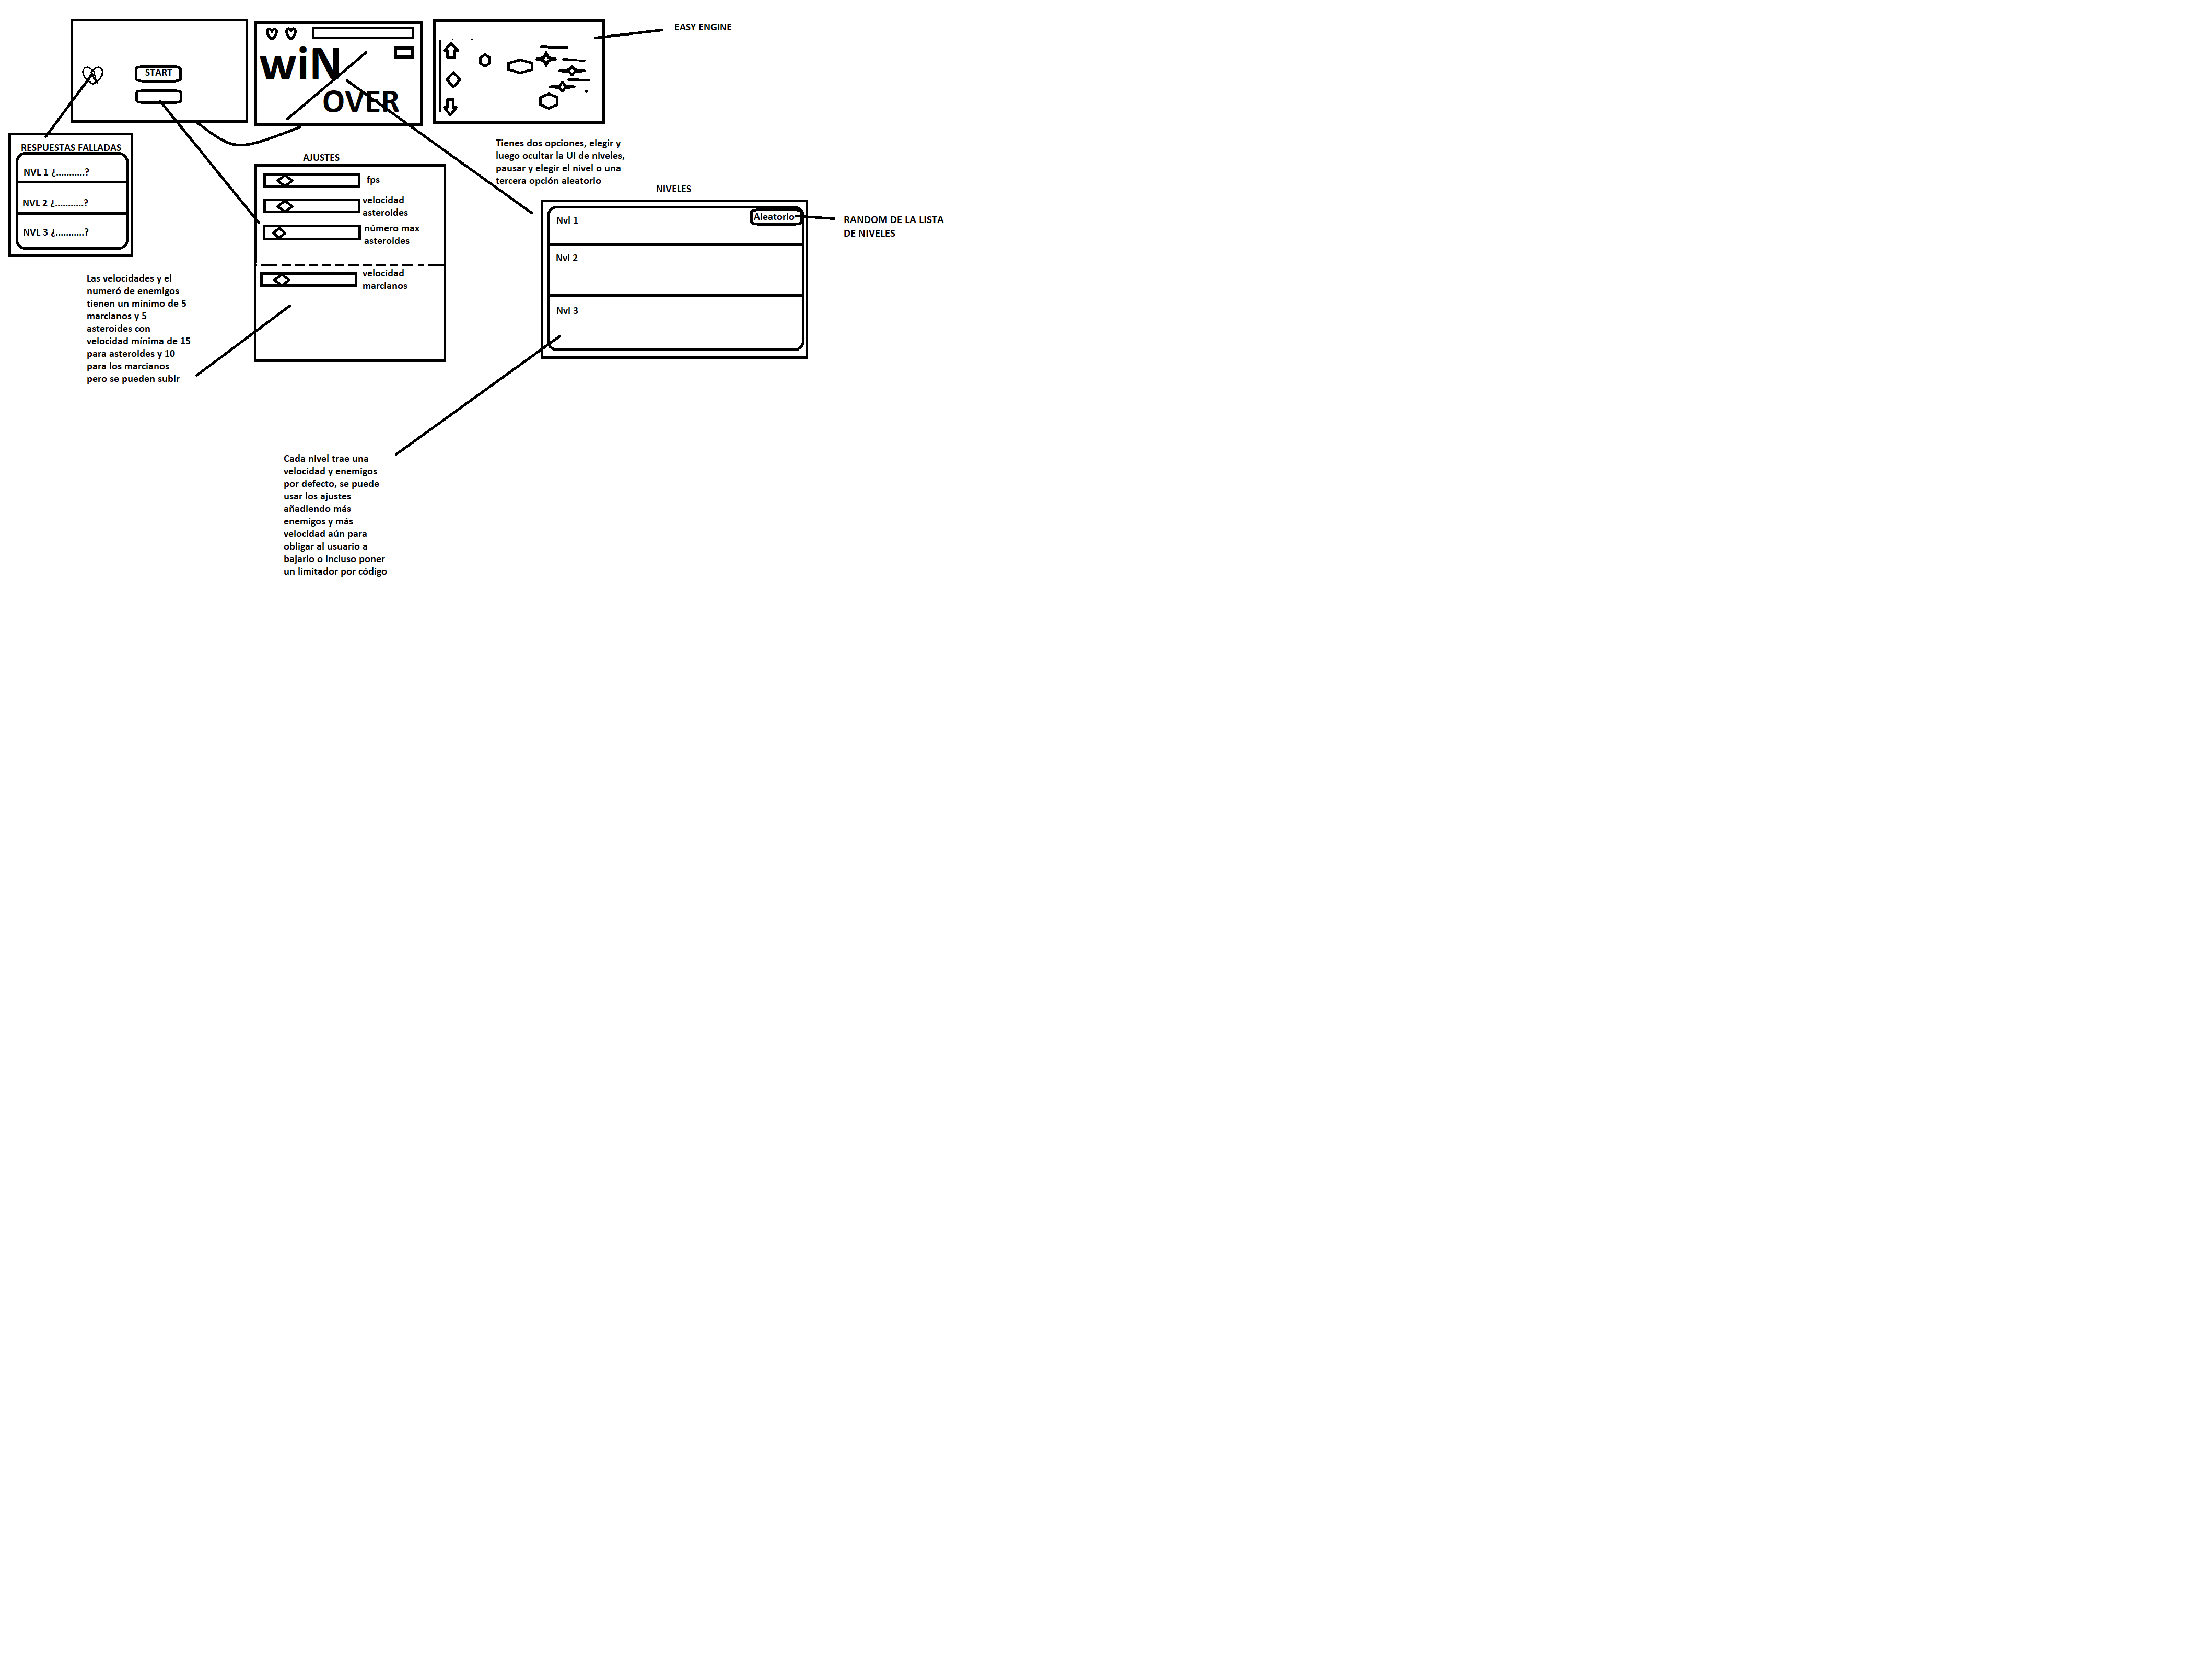 START
wiN
OVER
EASY ENGINE
RESPUESTAS FALLADAS
NVL 1 ¿...........?
NVL 2 ¿...........?
NVL 3 ¿...........?
AJUSTES
fps
velocidad
asteroides
número max
asteroides
velocidad
marcianos
Tienes dos opciones, elegir y
luego ocultar la UI de niveles,
pausar y elegir el nivel o una
tercera opción aleatorio
NIVELES
Nvl 1
Aleatorio
Nvl 2
Nvl 3
RANDOM DE LA LISTA
DE NIVELES
Las velocidades y el
numeró de enemigos
tienen un mínimo de 5
marcianos y 5
asteroides con
velocidad mínima de 15
para asteroides y 10
para los marcianos
pero se pueden subir
Cada nivel trae una
velocidad y enemigos
por defecto, se puede
usar los ajustes
añadiendo más
enemigos y más
velocidad aún para
obligar al usuario a
bajarlo o incluso poner
un limitador por código